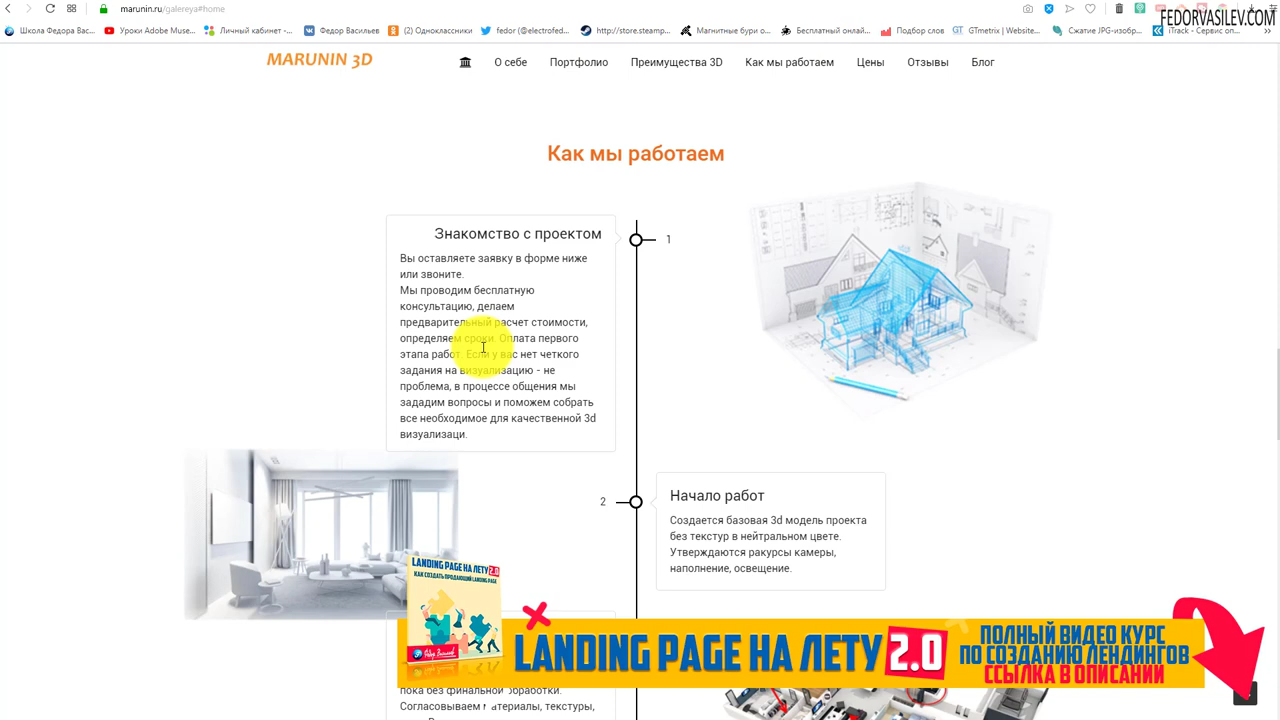 marunin.ru/galereya#home
FEDORVASILEV.COM
Школа Федора Вас...
Уроки Adobe Muse...
Личный кабинет -...
Федор Васильев
(2) Одноклассники
fedor (@electrofed...
http://store.steamp...
Магнитные бури о...
Бесплатный онлай...
Подбор слов
GTmetrix | Website...
Сжатие JPG-изобр...
iTrack - Сервис оп...
MARUNIN 3D
О себе
Портфолио
Преимущества 3D
Как мы работаем
Цены
Отзывы
Блог
Как мы работаем
Знакомство с проектом
1
Вы оставляете заявку в форме ниже
или звоните.
Мы проводим бесплатную
консультацию, делаем
предварительный расчет стоимости,
определяем сроки. Оплата первого
этапа работ. Если у вас нет четкого
задания на визуализацию - не
проблема, в процессе общения мы
зададим вопросы и поможем собрать
все необходимое для качественной 3d
визуализаци.
2
Начало работ
Создается базовая 3d модель проекта
без текстур в нейтральном цвете.
Утверждаются ракурсы камеры,
наполнение, освещение.
LANDING PAGE НА ЛЕТУ 2.0
КАК СОЗДАТЬ ПРОДАЮЩИЙ LANDING PAGE
Федор Васильев
LANDING PAGE НА ЛЕТУ 2.0
ПОЛНЫЙ ВИДЕО КУРС
ПО СОЗДАНИЮ ЛЕНДИНГОВ
ССЫЛКА В ОПИСАНИИ
пока без финальной обработки.
Согласовываем материалы, текстуры,